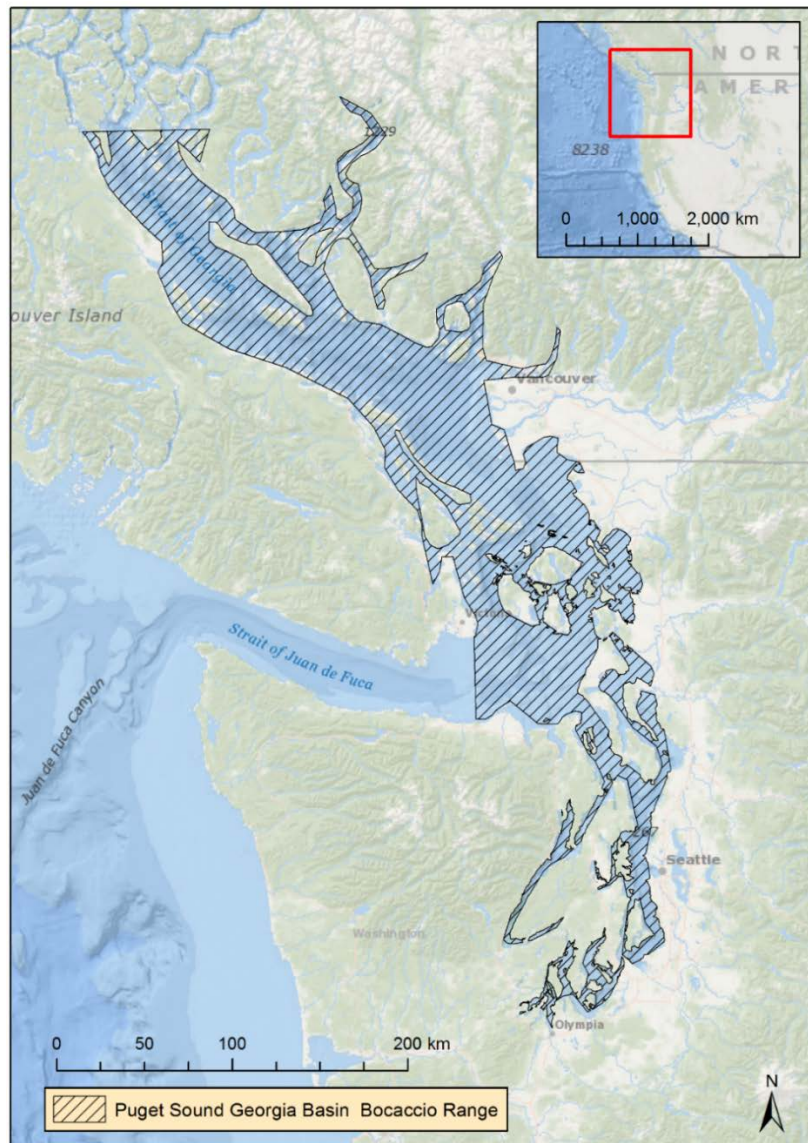 NORT
AMER
8238
0 1,000 2,000 km
1229
Strait of Georgia
ouver Island
Vancouver
Victoria
Strait of Juan de Fuca
Juan de Fuca Canyon
267
Seattle
Washington
Olympia
0 50 100 200 km
N
Puget Sound Georgia Basin Bocaccio Range